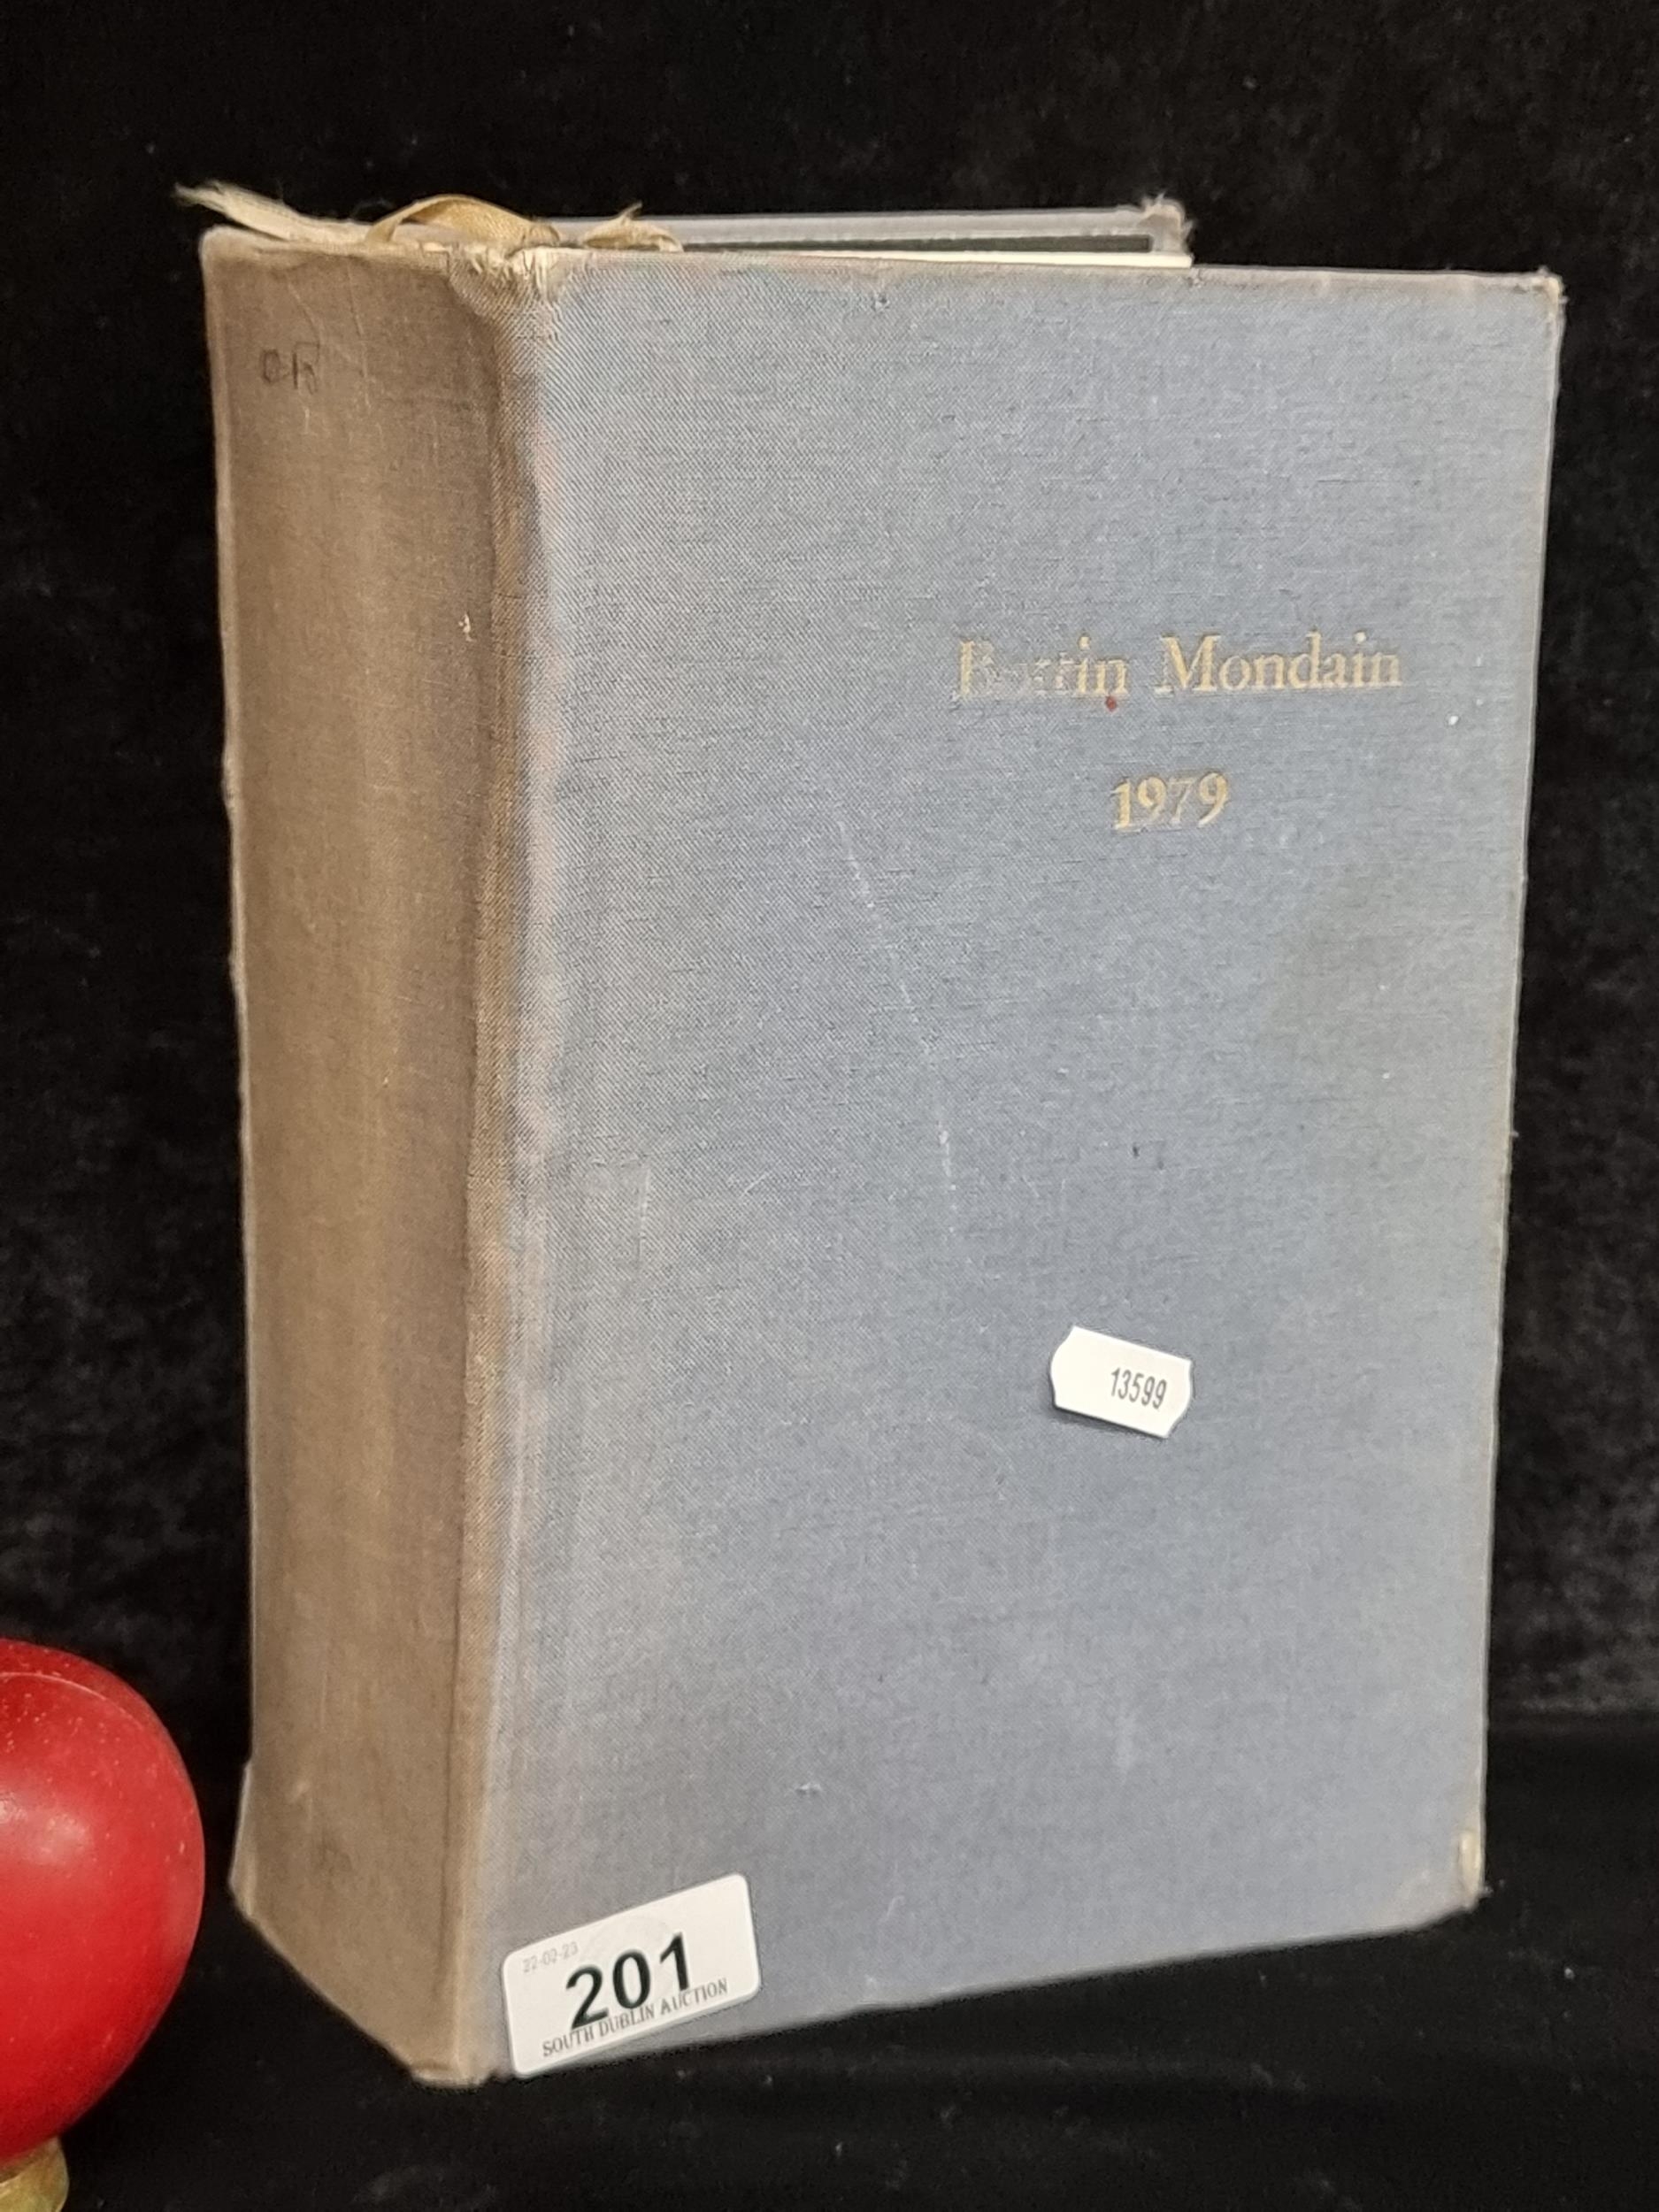 Bottin Mondain
1979
13599
22-02-23
201
SOUTH DUBLIN AUCTION